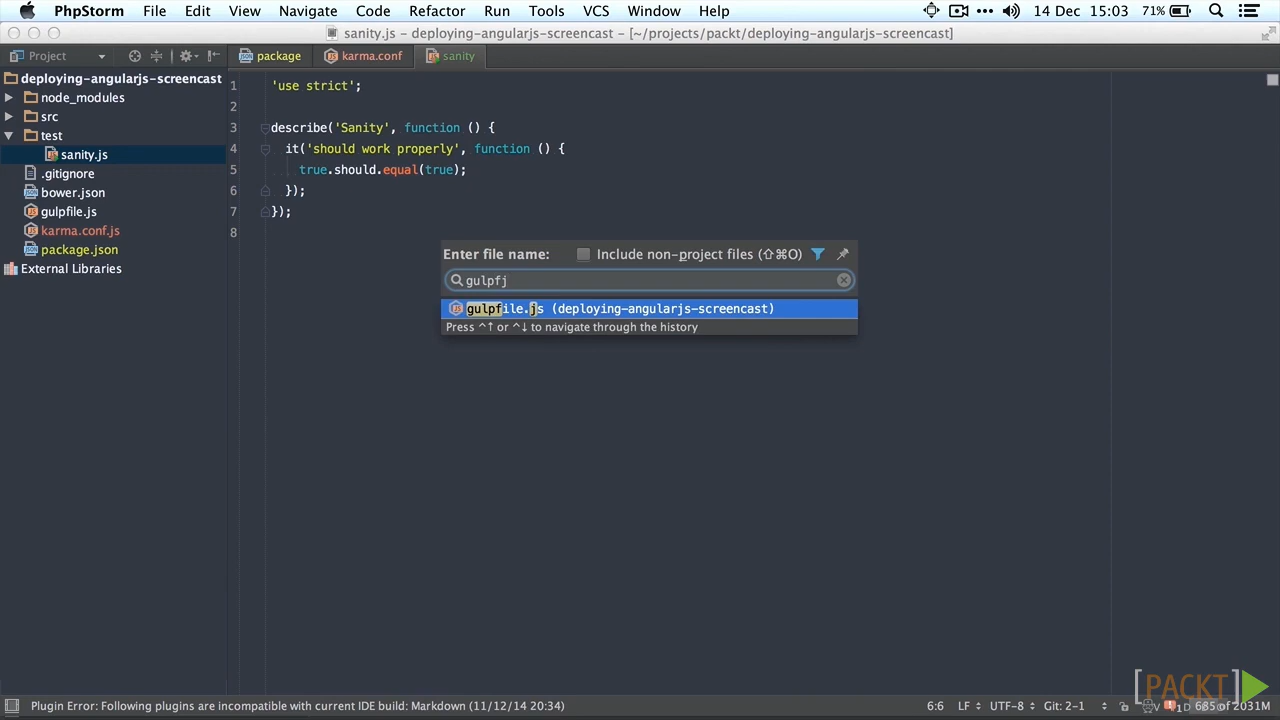 PhpStorm File Edit View Navigate Code Refactor Run Tools VCS Window Help 14 Dec 15:03 71%
sanity.js – deploying-angularjs-screencast – [~/projects/packt/deploying-angularjs-screencast]
Project package karma.conf sanity
deploying-angularjs-screencast
node_modules
src
test
sanity.js
.gitignore
bower.json
gulpfile.js
karma.conf.js
package.json
External Libraries
1 'use strict';
2
3 describe('Sanity', function () {
4 it('should work properly', function () {
5 true.should.equal(true);
6 });
7 });
8
Enter file name: Include non-project files (⇧⌘O)
gulpfj
gulpfile.js (deploying-angularjs-screencast)
Press ^↑ or ^↓ to navigate through the history
[PACKT]
Plugin Error: Following plugins are incompatible with current IDE build: Markdown (11/12/14 20:34) 6:6 LF UTF-8 Git: 2-1 685 of 2031M